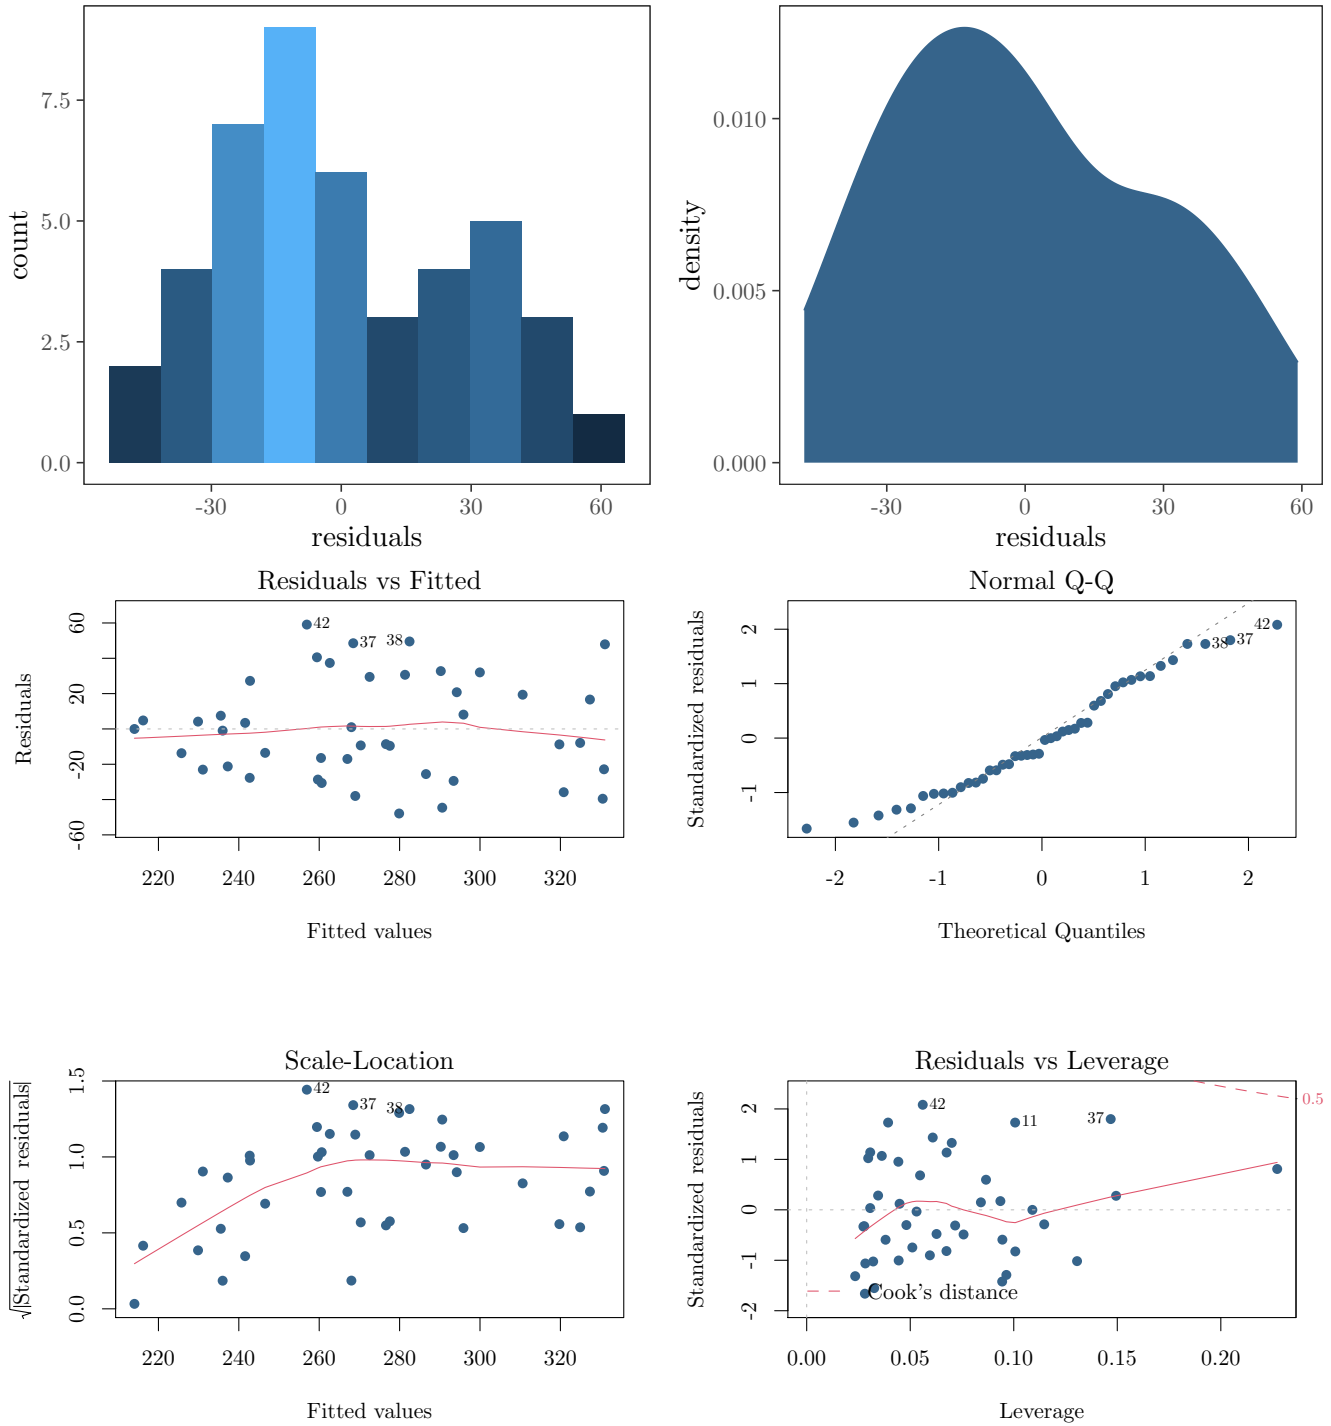 7.5
5.0
2.5
0.0
count
-30 0 30 60
residuals
0.010
0.005
0.000
density
-30 0 30 60
residuals
Residuals vs Fitted
60
20
-20
-60
Residuals
42
37
38
220 240 260 280 300 320
Fitted values
Normal Q-Q
2
1
0
-1
Standardized residuals
42
37
38
-2 -1 0 1 2
Theoretical Quantiles
Scale-Location
1.5
1.0
0.5
0.0
√|Standardized residuals|
42
37
38
220 240 260 280 300 320
Fitted values
Residuals vs Leverage
2
1
0
-1
-2
Standardized residuals
42
11
37
0.5
Cook's distance
0.00 0.05 0.10 0.15 0.20
Leverage